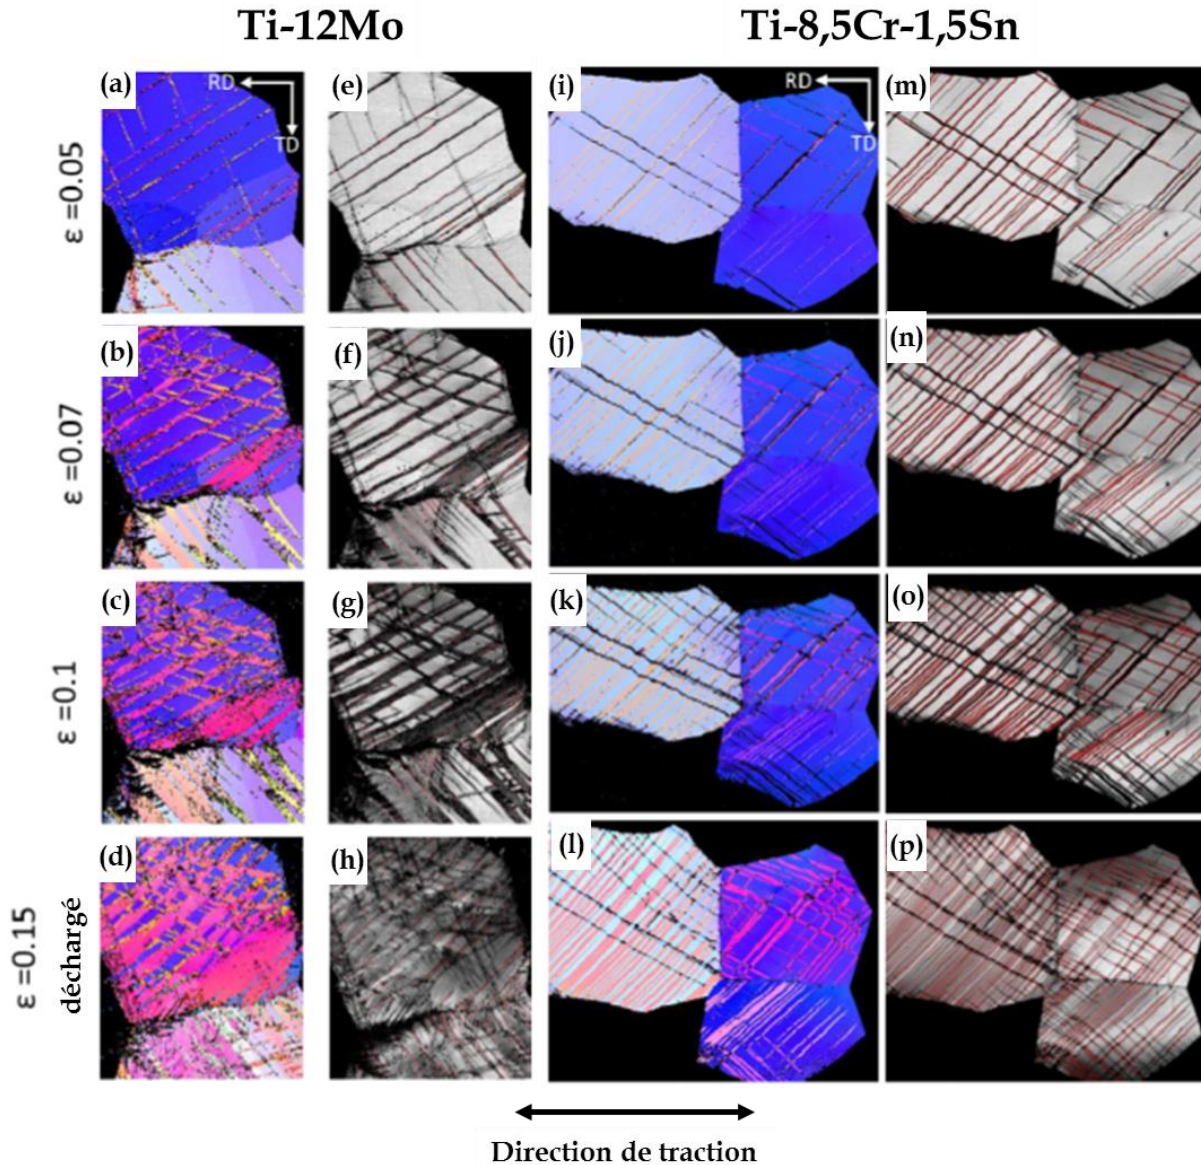 Ti-12Mo
Ti-8,5Cr-1,5Sn
(a)
RD
TD
(e)
(i)
RD
TD
(m)
ε =0.05
(b)
(f)
(j)
(n)
ε =0.07
(c)
(g)
(k)
(o)
ε =0.1
(d)
(h)
(l)
(p)
ε =0.15
déchargé
Direction de traction